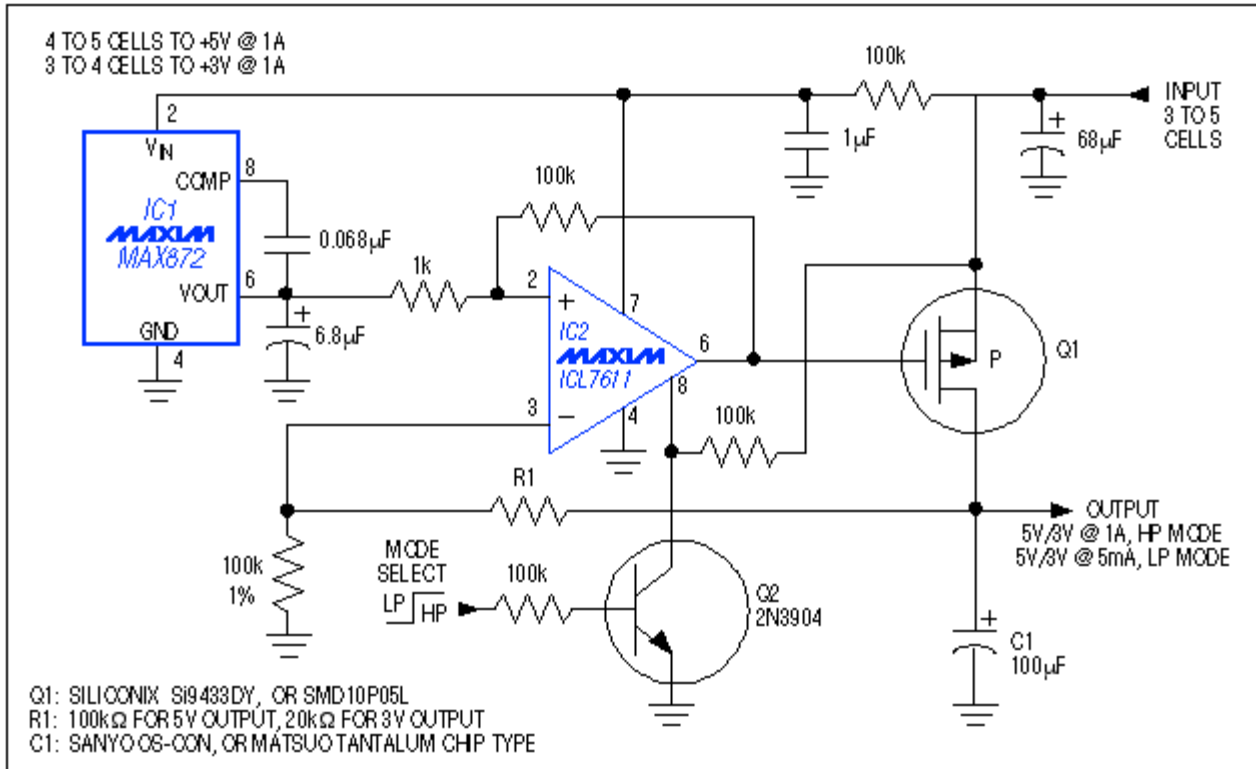 4 TO 5 CELLS TO +5V @ 1A
3 TO 4 CELLS TO +3V @ 1A
100k
INPUT
3 TO 5
CELLS
2
VIN
1μF
+
68μF
COMP
8
100k
IC1
MAXIM
MAX872
0.068μF
VOUT
6
1k
2
+
7
GND
+
6.8μF
IC2
MAXIM
ICL7611
6
Q1
P
4
8
3
–
4
100k
R1
OUTPUT
5V/3V @ 1A, HP MODE
5V/3V @ 5mA, LP MODE
MODE
SELECT
LP
HP
100k
100k
1%
Q2
2N3904
+
C1
100μF
Q1: SILICONIX Si9433DY, OR SMD10P05L
R1: 100kΩ FOR 5V OUTPUT, 20kΩ FOR 3V OUTPUT
C1: SANYO OS-CON, OR MATSUO TANTALUM CHIP TYPE